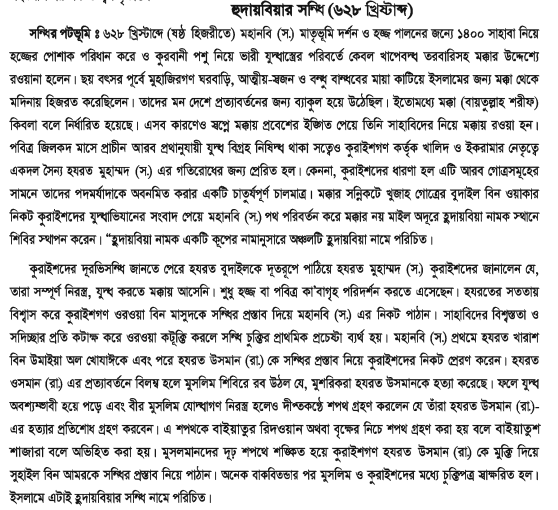 হুদায়বিয়ার সন্ধি (৬২৮ খ্রিস্টাব্দ)
সন্ধির পটভূমি ঃ ৬২৮ খ্রিস্টাব্দে (ষষ্ঠ হিজরীতে) মহানবি (স.) মাতৃভূমি দর্শন ও হজ্জ পালনের জন্যে ১৪০০ সাহাবা নিয়ে
হজ্জের পোশাক পরিধান করে ও কুরবানী পশু নিয়ে ভারী যুদ্ধাস্ত্রের পরিবর্তে কেবল খাপেবদ্ধ তরবারিসহ মক্কার উদ্দেশ্যে
রওয়ানা হলেন। ছয় বৎসর পূর্বে মুহাজিরগণ ঘরবাড়ি, আত্মীয়-স্বজন ও বন্ধু বান্ধবের মায়া কাটিয়ে ইসলামের জন্য মক্কা থেকে
মদিনায় হিজরত করেছিলেন। তাদের মন দেশে প্রত্যাবর্তনের জন্য ব্যাকুল হয়ে উঠেছিল। ইতোমধ্যে মক্কা (বায়তুল্লাহ শরীফ)
কিবলা বলে নির্ধারিত হয়েছে। এসব কারণেও স্বপ্নে মক্কায় প্রবেশের ইঙ্গিত পেয়ে তিনি সাহাবিদের নিয়ে মক্কায় রওয়া হন।
পবিত্র জিলকদ মাসে প্রাচীন আরব প্রথানুযায়ী যুদ্ধ বিগ্রহ নিষিদ্ধ থাকা সত্বেও কুরাইশগণ কর্তৃক খালিদ ও ইকরামার নেতৃত্বে
একদল সৈন্য হযরত মুহাম্মদ (স.) এর গতিরোধের জন্য প্রেরিত হল। কেননা, কুরাইশদের ধারণা হল এটি আরব গোত্রসমূহের
সামনে তাদের পদমর্যাদাকে অবনমিত করার একটি চাতুর্যপূর্ণ চালমাত্র। মক্কার সন্নিকটে খুজাহ গোত্রের বুদাইল বিন ওয়াকার
নিকট কুরাইশদের যুদ্ধাভিযানের সংবাদ পেয়ে মহানবি (স.) পথ পরিবর্তন করে মক্কার নয় মাইল অদূরে হুদায়বিয়া নামক স্থানে
শিবির স্থাপন করেন। “হুদায়বিয়া নামক একটি কূপের নামানুসারে অঞ্চলটি হুদায়বিয়া নামে পরিচিত।
কুরাইশদের দূরভিসন্ধি জানতে পেরে হযরত বুদাইলকে দূতরূপে পাঠিয়ে হযরত মুহাম্মদ (স.) কুরাইশদের জানালেন যে,
তারা সম্পূর্ণ নিরস্ত্র, যুদ্ধ করতে মক্কায় আসেনি। শুধু হজ্জ বা পবিত্র কা'বাগৃহ পরিদর্শন করতে এসেছেন। হযরতের সততায়
বিশ্বাস করে কুরাইশগণ ওরওয়া বিন মাসুদকে সন্ধির প্রস্তাব দিয়ে মহানবি (স.) এর নিকট পাঠান। সাহাবিদের বিশ্বস্ততা ও
সদিচ্ছার প্রতি কটাক্ষ করে ওরওয়া কটূক্তি করলে সন্ধি চুক্তির প্রাথমিক প্রচেষ্টা ব্যর্থ হয়। মহানবি (স.) প্রথমে হযরত খারাশ
বিন উমাইয়া অল খোযাঈকে এবং পরে হযরত উসমান (রা.) কে সন্ধির প্রস্তাব নিয়ে কুরাইশদের নিকট প্রেরণ করেন। হযরত
ওসমান (রা.) এর প্রত্যাবর্তনে বিলম্ব হলে মুসলিম শিবিরে রব উঠল যে, মুশরিকরা হযরত উসমানকে হত্যা করেছে। ফলে যুদ্ধ
অবশ্যম্ভাবী হয়ে পড়ে এবং বীর মুসলিম যোদ্ধাগণ নিরস্ত্র হলেও দীপ্তকণ্ঠে শপথ গ্রহণ করলেন যে তাঁরা হযরত উসমান (রা.)-
এর হত্যার প্রতিশোধ গ্রহণ করবেন। এ শপথকে বাইয়াতুর রিদওয়ান অথবা বৃক্ষের নিচে শপথ গ্রহণ করা হয় বলে বাইয়াতুশ
শাজারা বলে অভিহিত করা হয়। মুসলমানদের দৃঢ় শপথে শঙ্কিত হয়ে কুরাইশগণ হযরত উসমান (রা.) কে মুক্তি দিয়ে
সুহাইল বিন আমরকে সন্ধির প্রস্তাব নিয়ে পাঠান। অনেক বাকবিতন্ডার পর মুসলিম ও কুরাইশদের মধ্যে চুক্তিপত্র স্বাক্ষরিত হল।
ইসলামে এটাই হুদায়বিয়ার সন্ধি নামে পরিচিত।